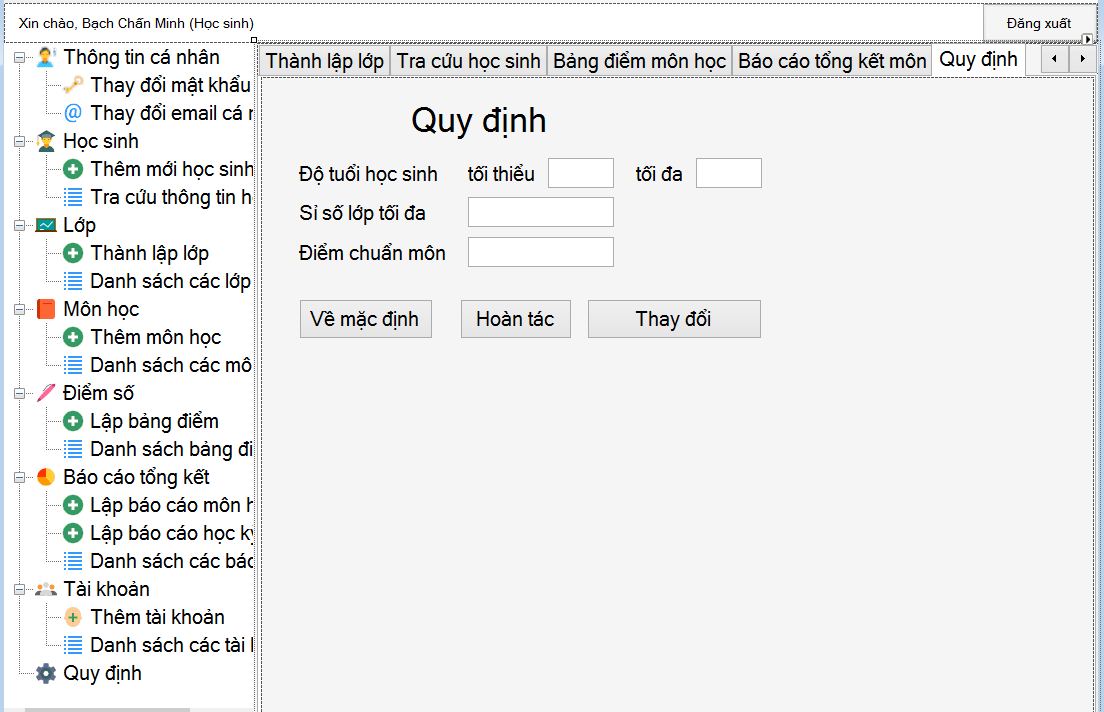 Xin chào, Bạch Chấn Minh (Học sinh)
Đăng xuất
Thông tin cá nhân
Thay đổi mật khẩu
@ Thay đổi email cá
Học sinh
Thêm mới học sinh
Tra cứu thông tin
Lớp
Thành lập lớp
Danh sách các lớp
Môn học
Thêm môn học
Danh sách các
Điểm số
Lập bảng điểm
Danh sách bảng
Báo cáo tổng kết
Lập báo cáo môn
Lập báo cáo học
Danh sách các
Tài khoản
Thêm tài khoản
Danh sách các tài
Quy định
Thành lập lớp Tra cứu học sinh Bảng điểm môn học Báo cáo tổng kết môn Quy định
Quy định
Độ tuổi học sinh tối thiểu tối đa
Sỉ số lớp tối đa
Điểm chuẩn môn
Về mặc định Hoàn tác Thay đổi